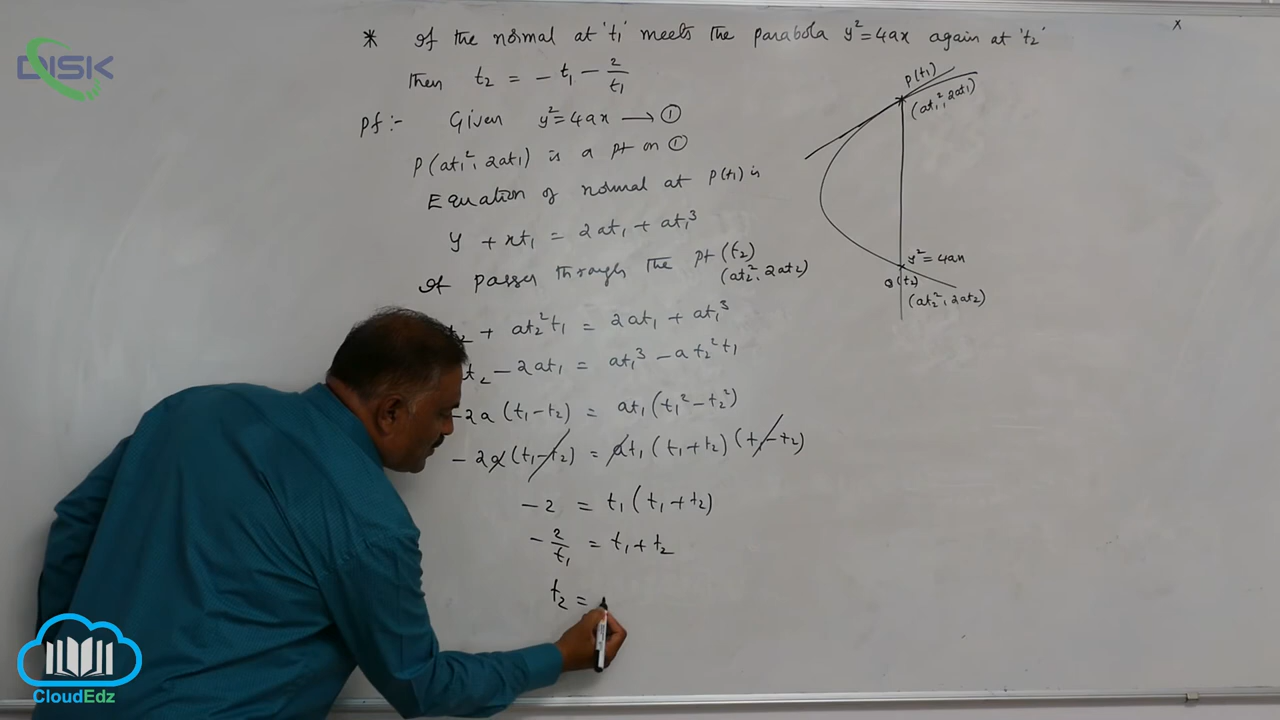 DISK
* If the normal at 't₁' meets the parabola y²=4ax again at 't₂'
then t₂ = -t₁ - 2/t₁
Pf :- Given y²=4ax → ①
P(at₁², 2at₁) is a pt on ①
Equation of normal at P(t₁) is
y + xt₁ = 2at₁ + at₁³
It passes through the pt (t₂)
(at₂², 2at₂)
t₂ + at₂²t₁ = 2at₁ + at₁³
t₂ - 2at₁ = at₁³ - at₂²t₁
-2a(t₁-t₂) = at₁(t₁²-t₂²)
-2a(t₁-t₂) = at₁(t₁+t₂)(t₁-t₂)
-2 = t₁(t₁+t₂)
-2/t₁ = t₁+t₂
t₂ =
x
P(t₁)
(at₁², 2at₁)
y²=4ax
Q(t₂)
(at₂², 2at₂)
CloudEdz